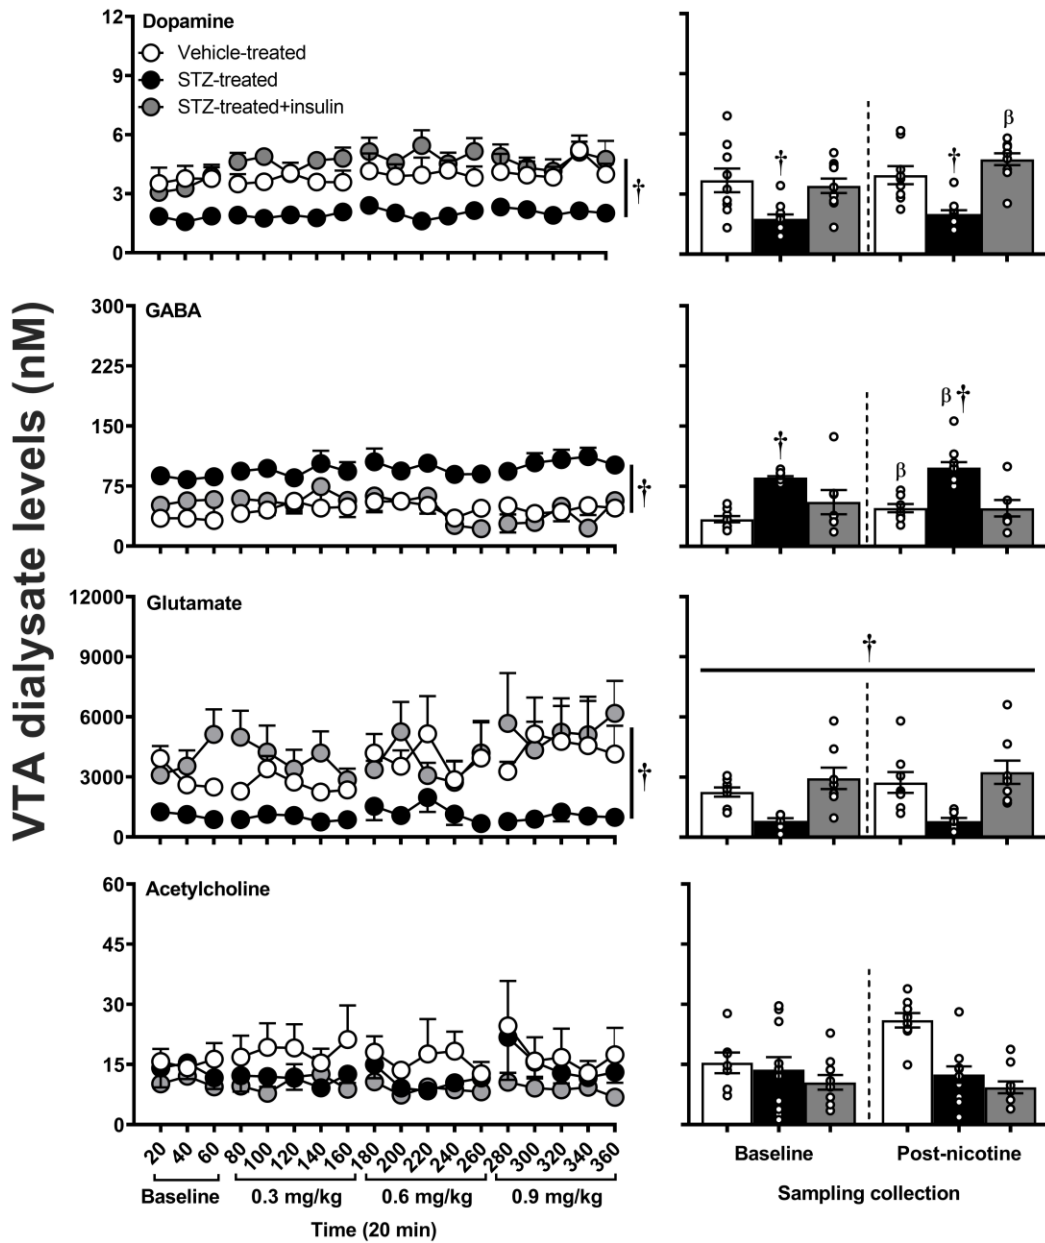 VTA dialysate levels (nM)
Dopamine
Vehicle-treated
STZ-treated
STZ-treated+insulin
12
9
6
3
0
†
†
†
β
GABA
300
225
150
75
0
†
†
β
β†
Glutamate
12000
9000
6000
3000
0
†
†
Acetylcholine
60
45
30
15
0
20 40 60 80 100 120 140 160 180 200 220 240 260 280 300 320 340 360
Baseline 0.3 mg/kg 0.6 mg/kg 0.9 mg/kg
Time (20 min)
Baseline Post-nicotine
Sampling collection